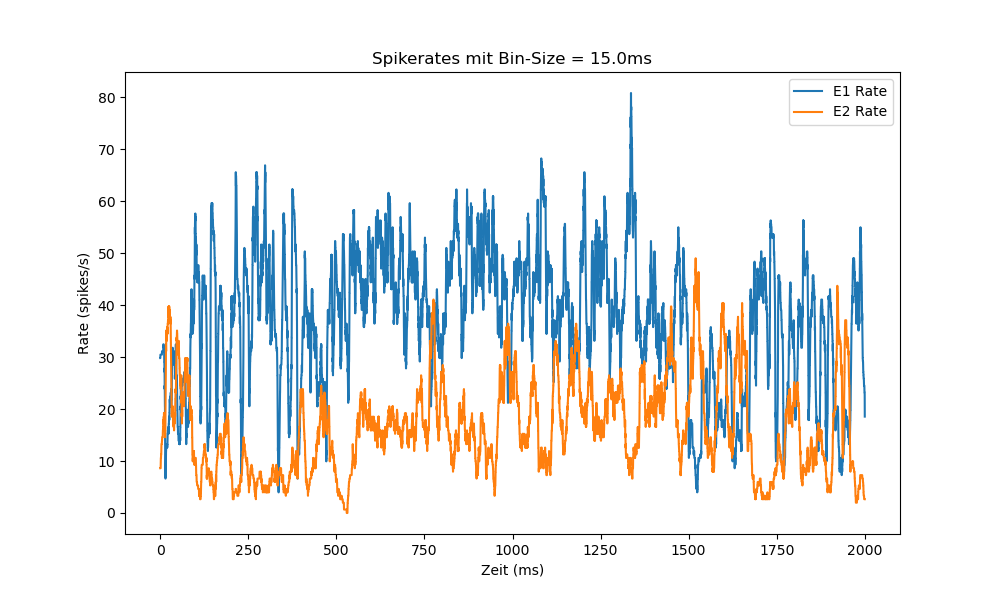 Spikerates mit Bin-Size = 15.0ms
E1 Rate
E2 Rate
Rate (spikes/s)
80
70
60
50
40
30
20
10
0
0 250 500 750 1000 1250 1500 1750 2000
Zeit (ms)